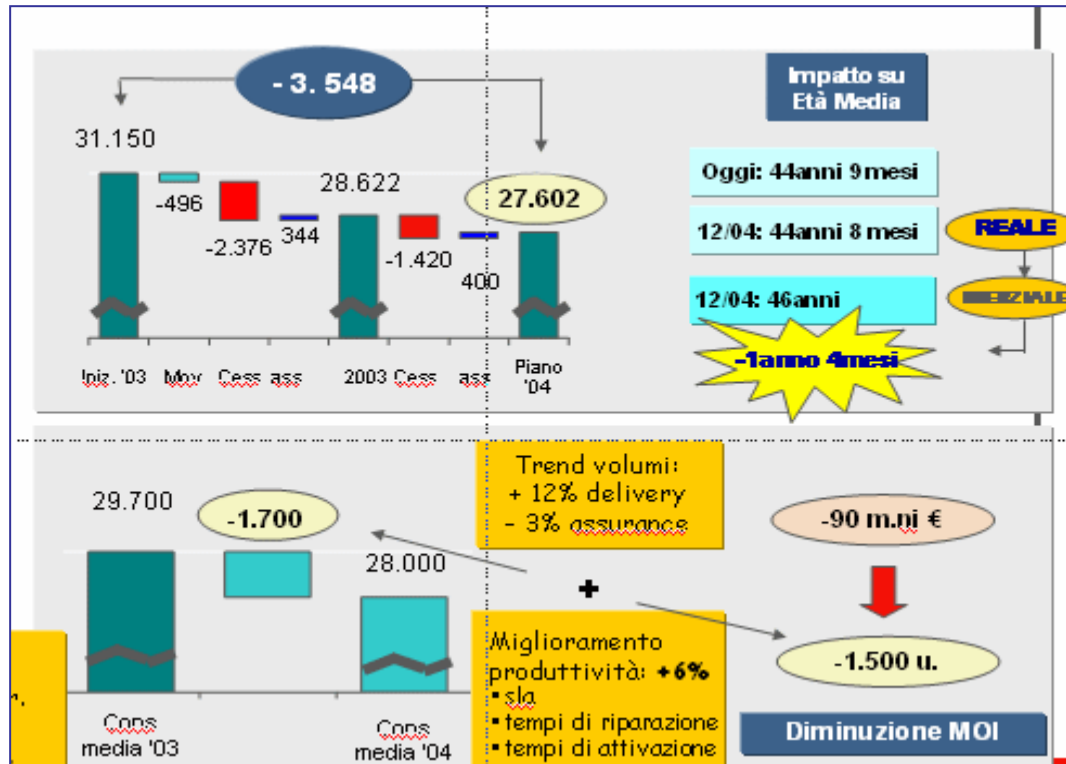 - 3. 548
Impatto su
Età Media
31.150
-496
-2.376
344
28.622
-1.420
400
27.602
Iniz. '03 Mov Cess ass 2003 Cess ass Piano
'04
Oggi: 44anni 9mesi
12/04: 44anni 8 mesi
REALE
12/04: 46anni
-1anno 4mesi
29.700
-1.700
28.000
Cons
media '03
Cons
media '04
Trend volumi:
+ 12% delivery
- 3% assurance
+
Miglioramento
produttività: +6%
▪ sla
▪ tempi di riparazione
▪ tempi di attivazione
-90 m.ni €
-1.500 u.
Diminuzione MOI